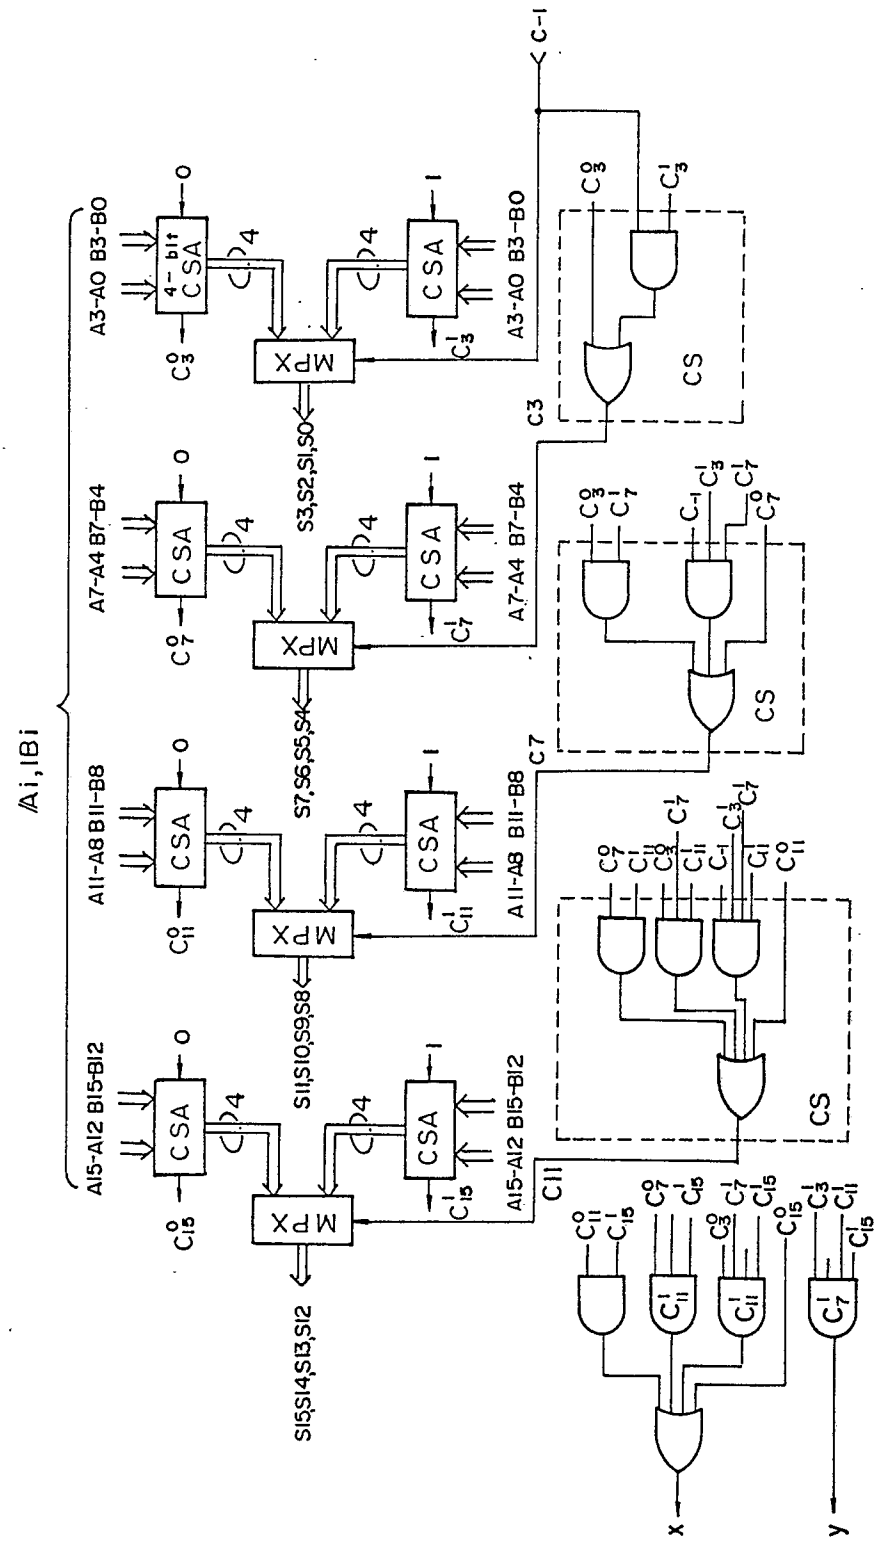 /Ai, lBi
A15-A12 B15-B12
A11-A8 B11-B8
A7-A4 B7-B4
A3-A0 B3-B0
C⁰15
CSA
0
C⁰11
CSA
0
C⁰7
CSA
0
C⁰3
4-bit
CSA
0
4
4
4
4
MPX
MPX
MPX
MPX
S15,S14,S13,S12
S11,S10,S9,S8
S7,S6,S5,S4
S3,S2,S1,S0
4
4
4
4
C¹15
CSA
1
C¹11
CSA
1
C¹7
CSA
1
C¹3
CSA
1
A15-A12 B15-B12
A11-A8 B11-B8
A7-A4 B7-B4
A3-A0 B3-B0
C11
C7
C3
C-1
C⁰11
C¹15
C⁰7
C¹11
C¹15
C⁰3
C¹7
C¹11
C¹15
C⁰15
C¹3
C¹7
C¹11
C¹15
x
y
C⁰7
C¹11
C⁰3
C¹7
C¹11
C-1
C¹3
C¹7
C¹11
C⁰11
CS
C⁰3
C¹7
C-1
C¹3
C¹7
C⁰7
CS
C⁰3
C¹3
CS